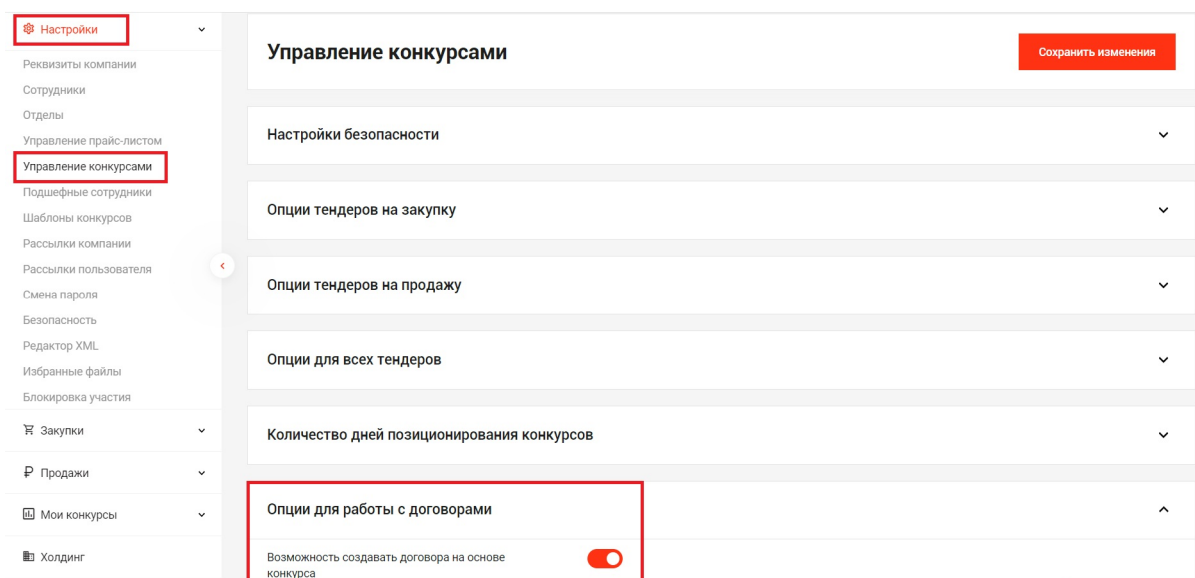 Настройки
Реквизиты компании
Сотрудники
Отделы
Управление прайс-листом
Управление конкурсами
Подшефные сотрудники
Шаблоны конкурсов
Рассылки компании
Рассылки пользователя
Смена пароля
Безопасность
Редактор XML
Избранные файлы
Блокировка участия
Закупки
Продажи
Мои конкурсы
Холдинг
Управление конкурсами
Сохранить изменения
Настройки безопасности
Опции тендеров на закупку
Опции тендеров на продажу
Опции для всех тендеров
Количество дней позиционирования конкурсов
Опции для работы с договорами
Возможность создавать договора на основе
конкурса